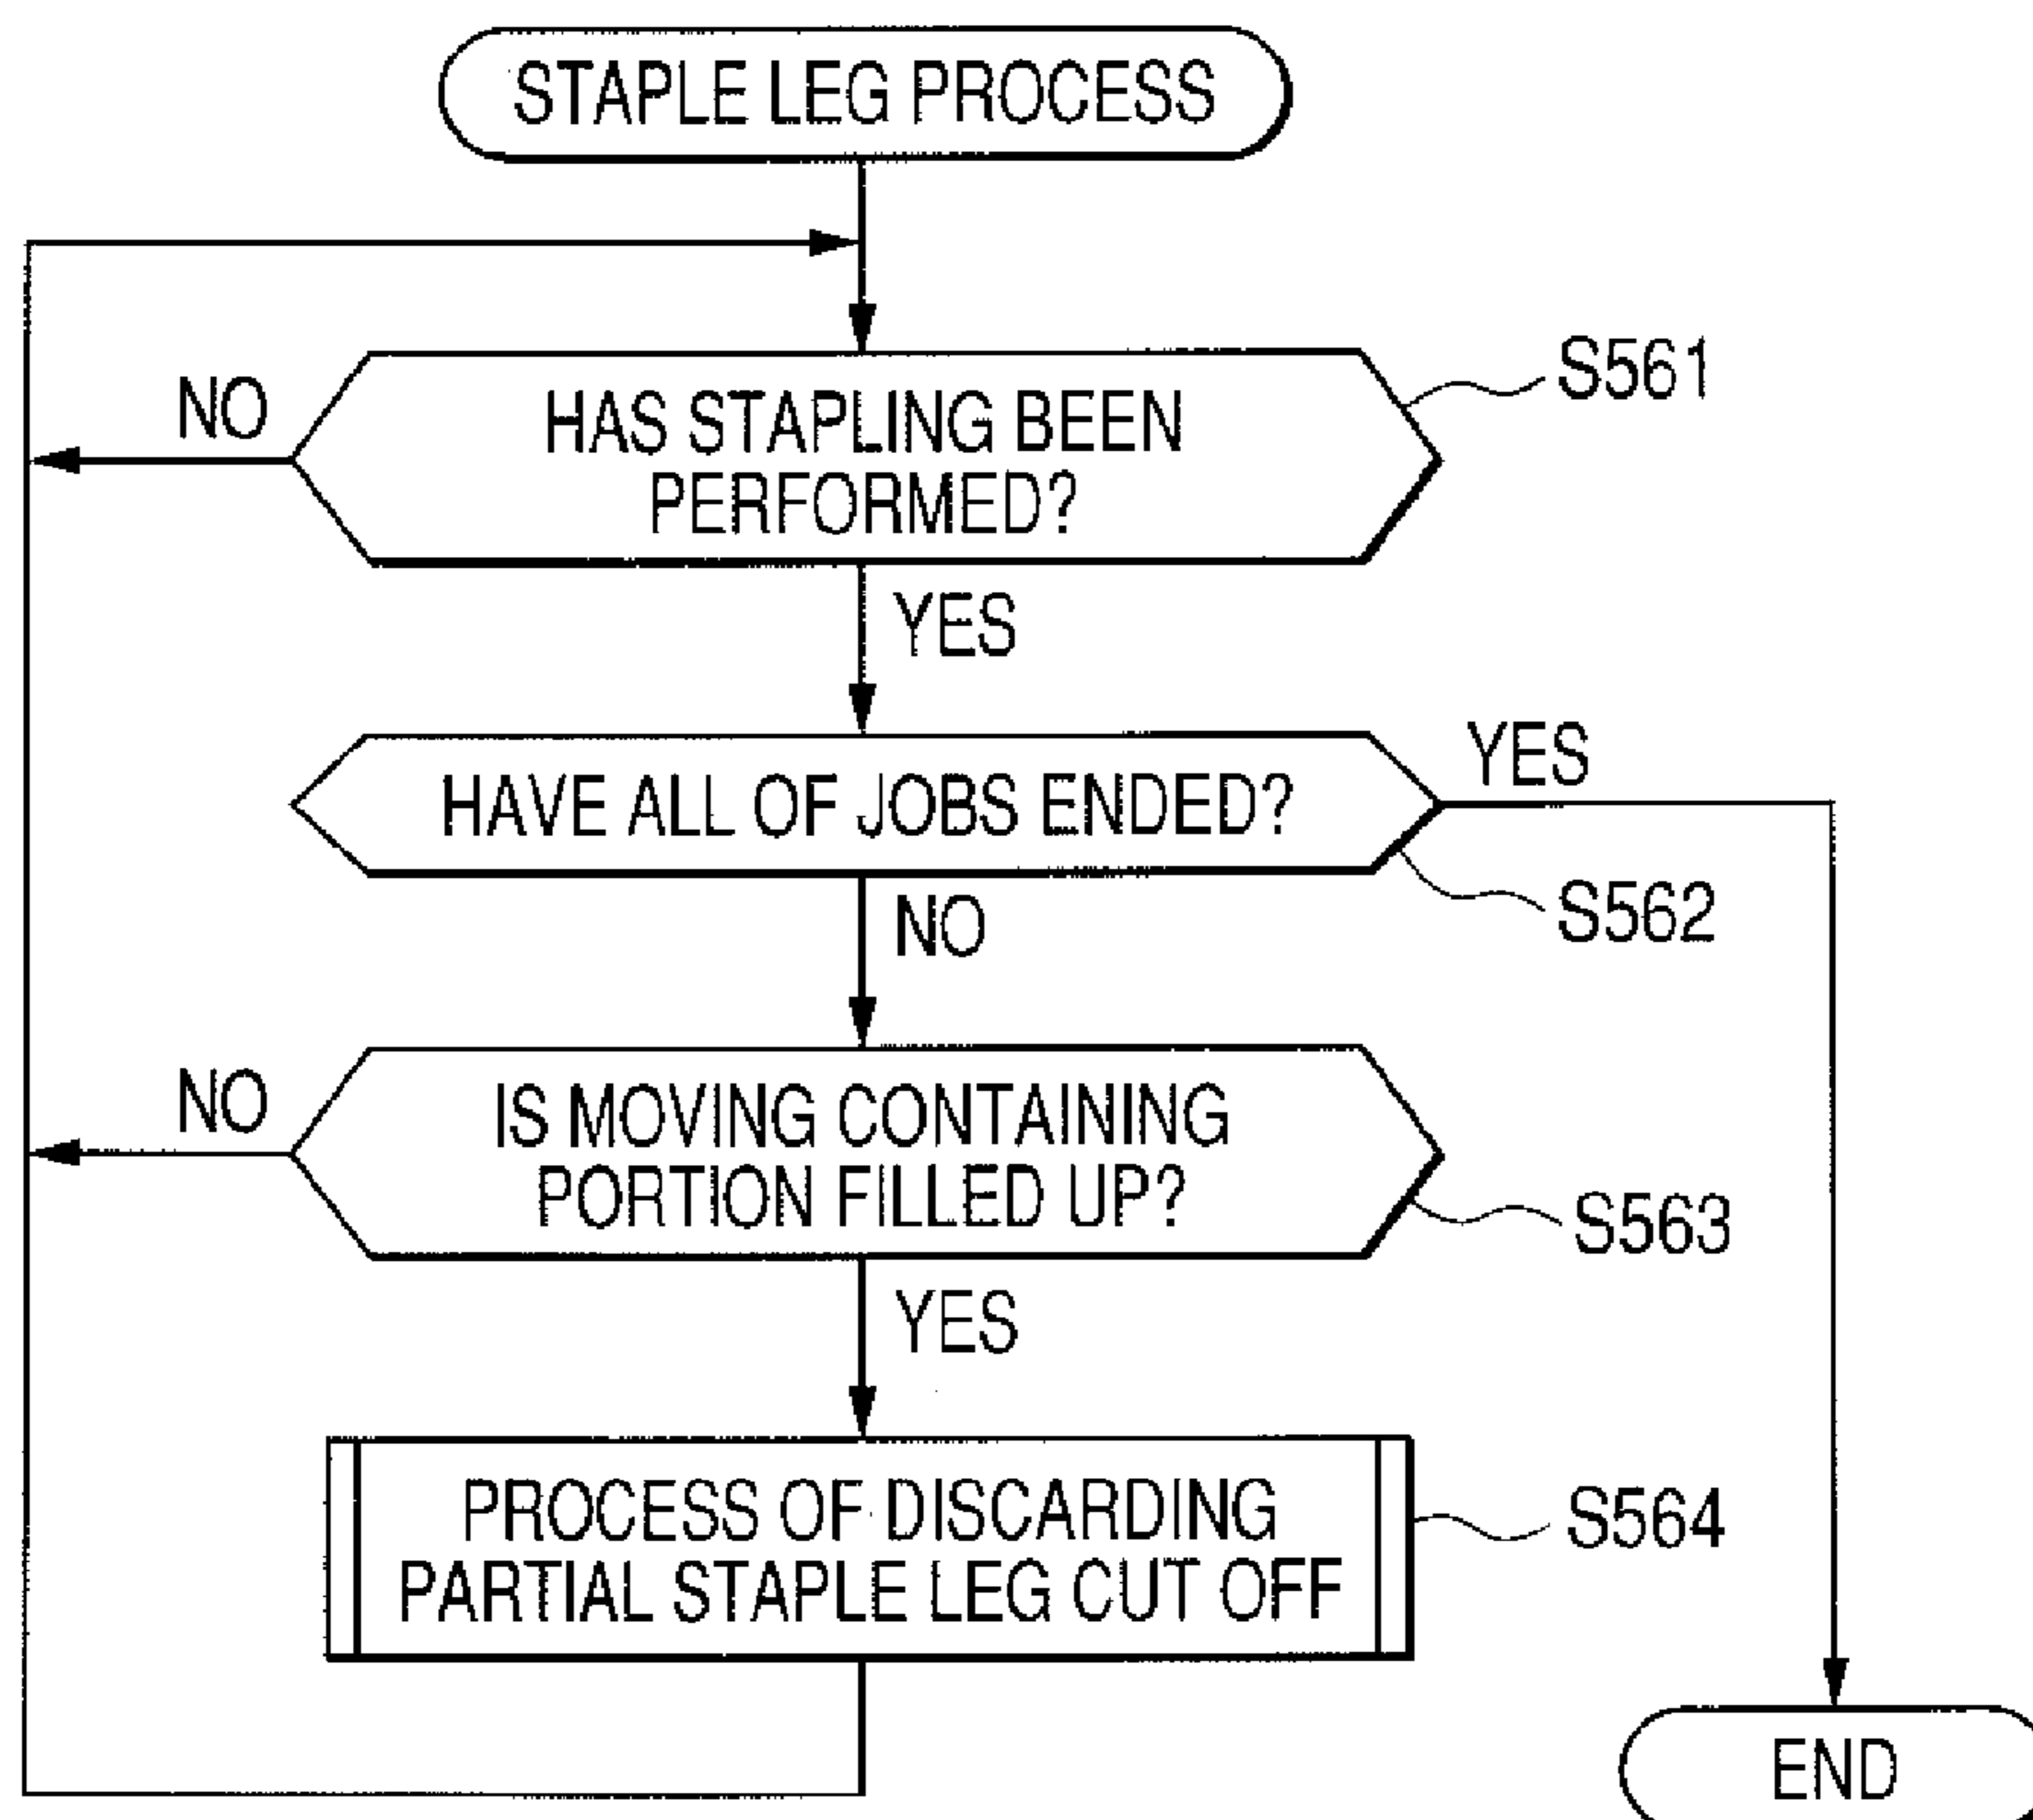 STAPLE LEG PROCESS
S561
NO
HAS STAPLING BEEN
PERFORMED?
YES
YES
HAVE ALL OF JOBS ENDED?
S562
NO
NO
IS MOVING CONTAINING
PORTION FILLED UP?
S563
YES
PROCESS OF DISCARDING
PARTIAL STAPLE LEG CUT OFF
S564
END